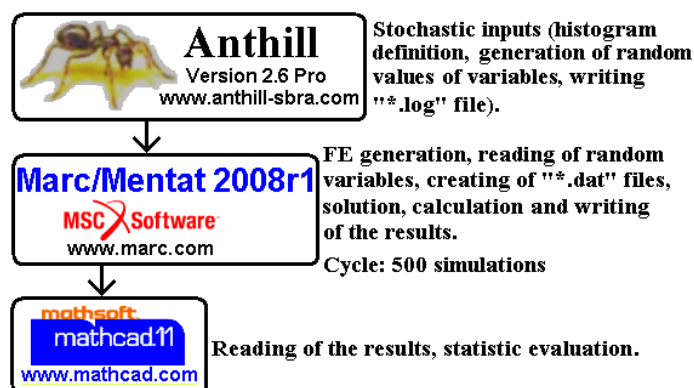 Anthill
Version 2.6 Pro
www.anthill-sbra.com
Stochastic inputs (histogram
definition, generation of random
values of variables, writing
"*.log" file).
Marc/Mentat 2008r1
MSC Software
www.marc.com
FE generation, reading of random
variables, creating of "*.dat" files,
solution, calculation and writing
of the results.
Cycle: 500 simulations
mathsoft
mathcad.11
www.mathcad.com
Reading of the results, statistic evaluation.